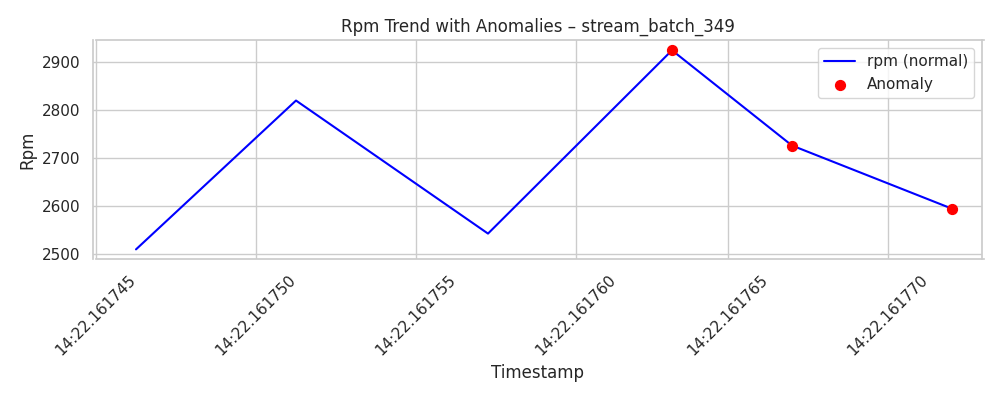 Rpm Trend with Anomalies – stream_batch_349
2900
2800
2700
2600
2500
Rpm
rpm (normal)
Anomaly
14:22.161745
14:22.161750
14:22.161755
14:22.161760
14:22.161765
14:22.161770
Timestamp